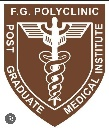 F.G. POLYCLINIC
POST GRADUATE
MEDICAL INSTITUTE